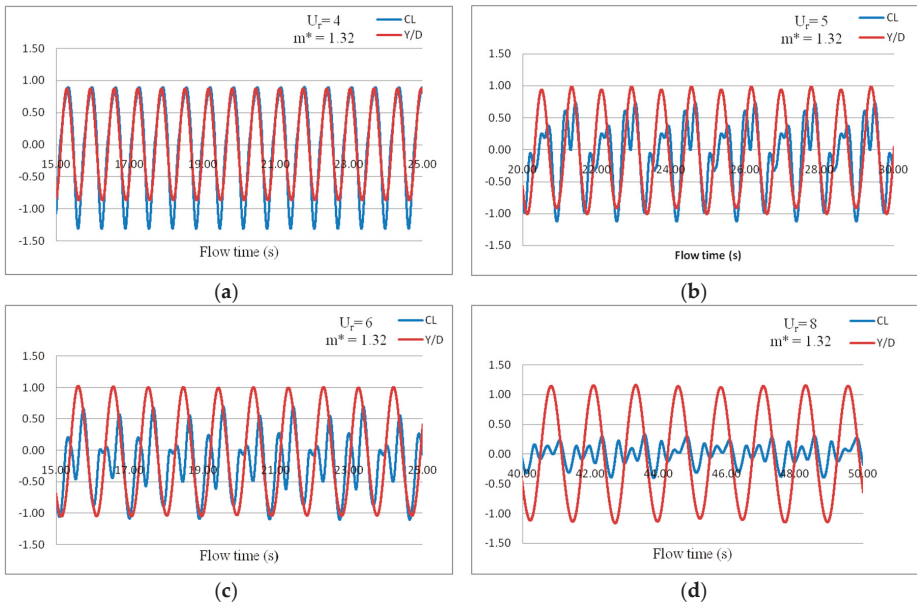 U_r= 4
CL
m* = 1.32
Y/D
1.50
1.00
0.50
0.00
-0.50
-1.00
-1.50
15.00 17.00 19.00 21.00 23.00 25.00
Flow time (s)
(a)
U_r= 5
CL
m* = 1.32
Y/D
1.50
1.00
0.50
0.00
-0.50
-1.00
-1.50
20.00 22.00 24.00 26.00 28.00 30.00
Flow time (s)
(b)
U_r= 6
CL
m* = 1.32
Y/D
1.50
1.00
0.50
0.00
-0.50
-1.00
-1.50
15.00 17.00 19.00 21.00 23.00 25.00
Flow time (s)
(c)
U_r= 8
CL
m* = 1.32
Y/D
1.50
1.00
0.50
0.00
-0.50
-1.00
-1.50
40.00 42.00 44.00 46.00 48.00 50.00
Flow time (s)
(d)